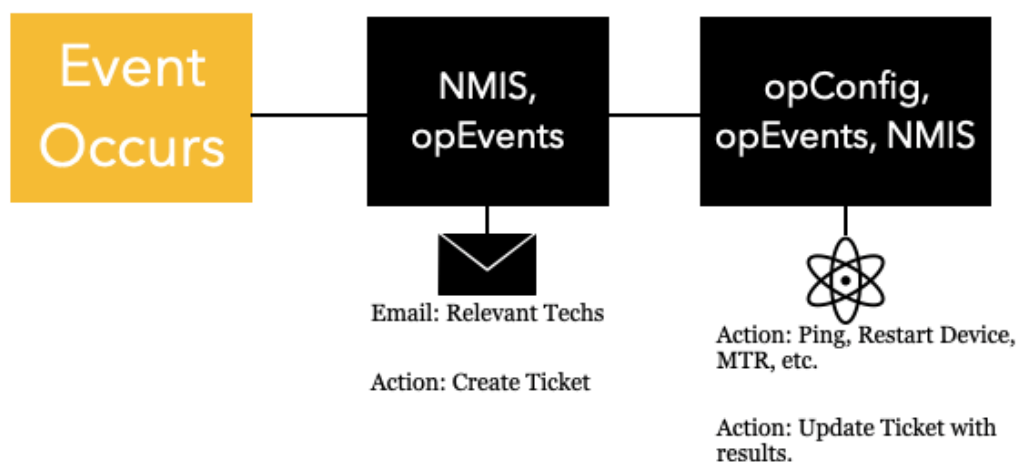 Event
Occurs
NMIS,
opEvents
opConfig,
opEvents, NMIS
Email: Relevant Techs
Action: Create Ticket
Action: Ping, Restart Device,
MTR, etc.
Action: Update Ticket with
results.